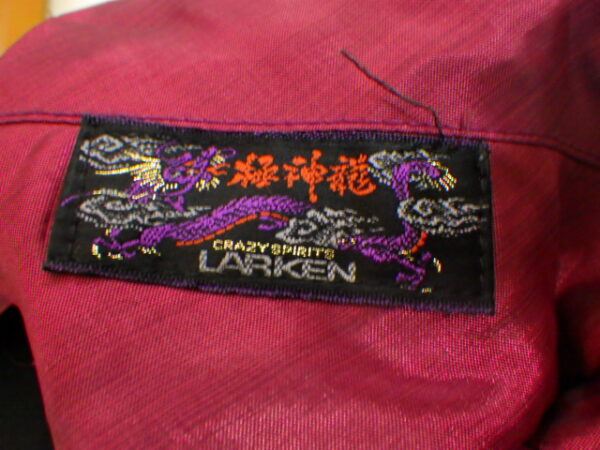 極神龍
CRAZY SPIRITS
LARKEN